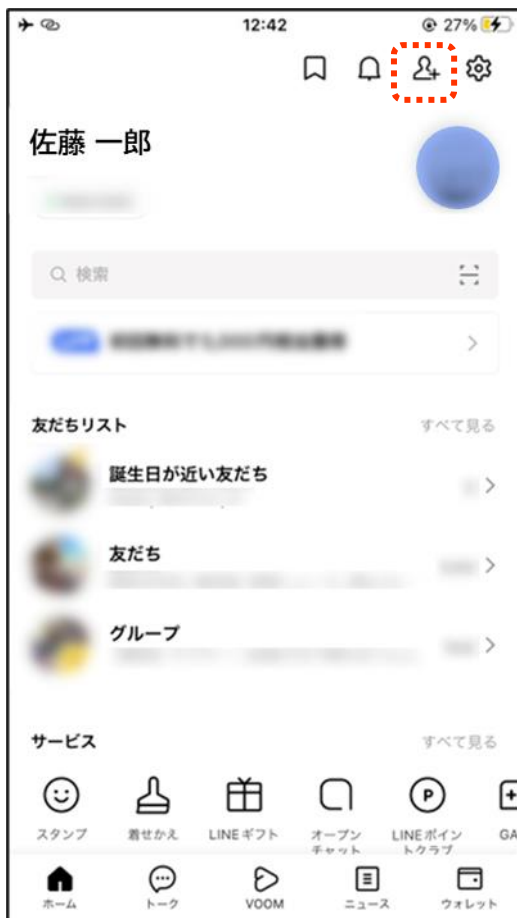 12:42
27%
佐藤 一郎
検索
友だちリスト
すべて見る
誕生日が近い友だち
友だち
グループ
サービス
すべて見る
スタンプ
着せかえ
LINEギフト
オープン
チャット
LINEポイン
トクラブ
GA
ホーム
トーク
VOOM
ニュース
ウォレット